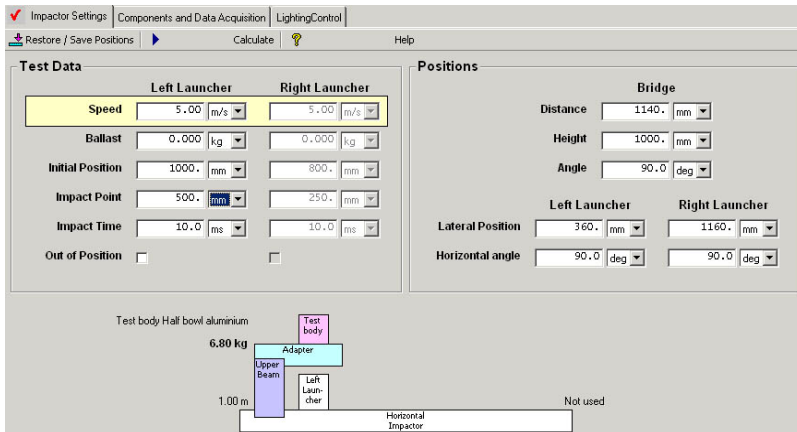 Impactor Settings Components and Data Acquisition LightingControl
Restore / Save Positions Calculate Help
Test Data
Left Launcher Right Launcher
Speed 5.00 m/s 5.00 m/s
Ballast 0.000 kg 0.000 kg
Initial Position 1000. mm 800. mm
Impact Point 500. mm 250. mm
Impact Time 10.0 ms 10.0 ms
Out of Position
Positions
Bridge
Distance 1140. mm
Height 1000. mm
Angle 90.0 deg
Left Launcher Right Launcher
Lateral Position 360. mm 1160. mm
Horizontal angle 90.0 deg 90.0 deg
Test body Half bowl aluminium
6.80 kg
Test
body
Adapter
Upper
Beam
Left
Laun-
cher
1.00 m
Not used
Horizontal
Impactor